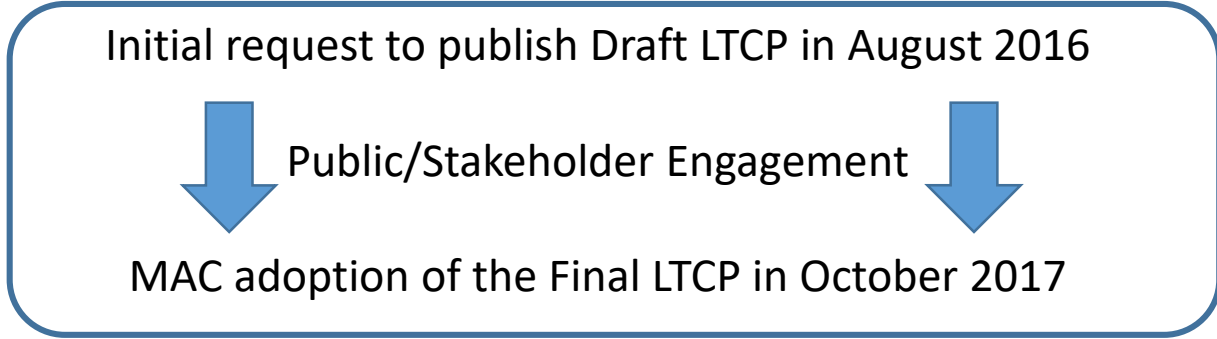 Initial request to publish Draft LTCP in August 2016
Public/Stakeholder Engagement
MAC adoption of the Final LTCP in October 2017